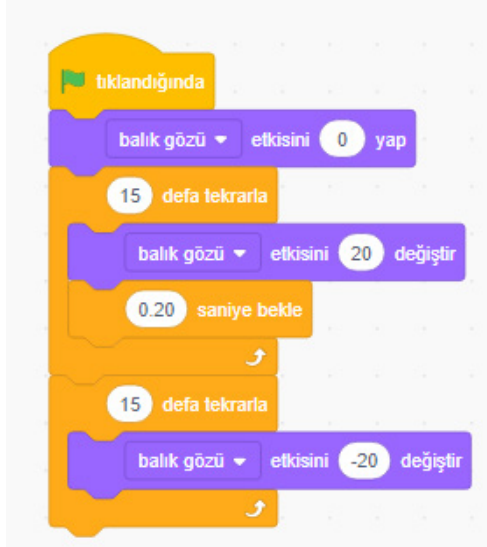 tıklandığında
balık gözü etkisini 0 yap
15 defa tekrarla
balık gözü etkisini 20 değiştir
0.20 saniye bekle
15 defa tekrarla
balık gözü etkisini -20 değiştir